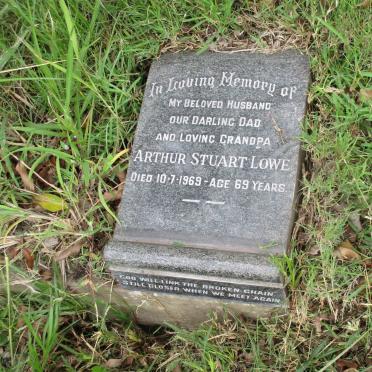 In Loving Memory of
MY BELOVED HUSBAND
OUR DARLING DAD
AND LOVING GRANDPA
ARTHUR STUART LOWE
DIED 10·7·1969 - AGE 69 YEARS
GOD WILL LINK THE BROKEN CHAIN
STILL CLOSER WHEN WE MEET AGAIN